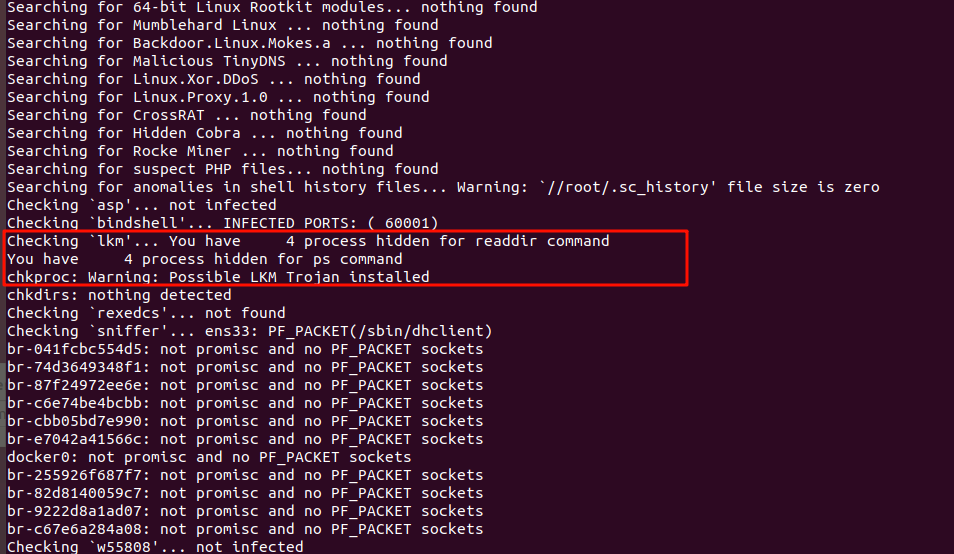 Searching for 64-bit Linux Rootkit modules... nothing found
Searching for Mumblehard Linux ... nothing found
Searching for Backdoor.Linux.Mokes.a ... nothing found
Searching for Malicious TinyDNS ... nothing found
Searching for Linux.Xor.DDoS ... nothing found
Searching for Linux.Proxy.1.0 ... nothing found
Searching for CrossRAT ... nothing found
Searching for Hidden Cobra ... nothing found
Searching for Rocke Miner ... nothing found
Searching for suspect PHP files... nothing found
Searching for anomalies in shell history files... Warning: `//root/.sc_history' file size is zero
Checking `asp'... not infected
Checking `bindshell'... INFECTED PORTS: ( 60001)
Checking `lkm'... You have     4 process hidden for readdir command
You have     4 process hidden for ps command
chkproc: Warning: Possible LKM Trojan installed
chkdirs: nothing detected
Checking `rexedcs'... not found
Checking `sniffer'... ens33: PF_PACKET(/sbin/dhclient)
br-041fcbc554d5: not promisc and no PF_PACKET sockets
br-74d3649348f1: not promisc and no PF_PACKET sockets
br-87f24972ee6e: not promisc and no PF_PACKET sockets
br-c6e74be4bcbb: not promisc and no PF_PACKET sockets
br-cbb05bd7e990: not promisc and no PF_PACKET sockets
br-e7042a41566c: not promisc and no PF_PACKET sockets
docker0: not promisc and no PF_PACKET sockets
br-255926f687f7: not promisc and no PF_PACKET sockets
br-82d8140059c7: not promisc and no PF_PACKET sockets
br-9222d8a1ad07: not promisc and no PF_PACKET sockets
br-c67e6a284a08: not promisc and no PF_PACKET sockets
Checking `w55808'... not infected